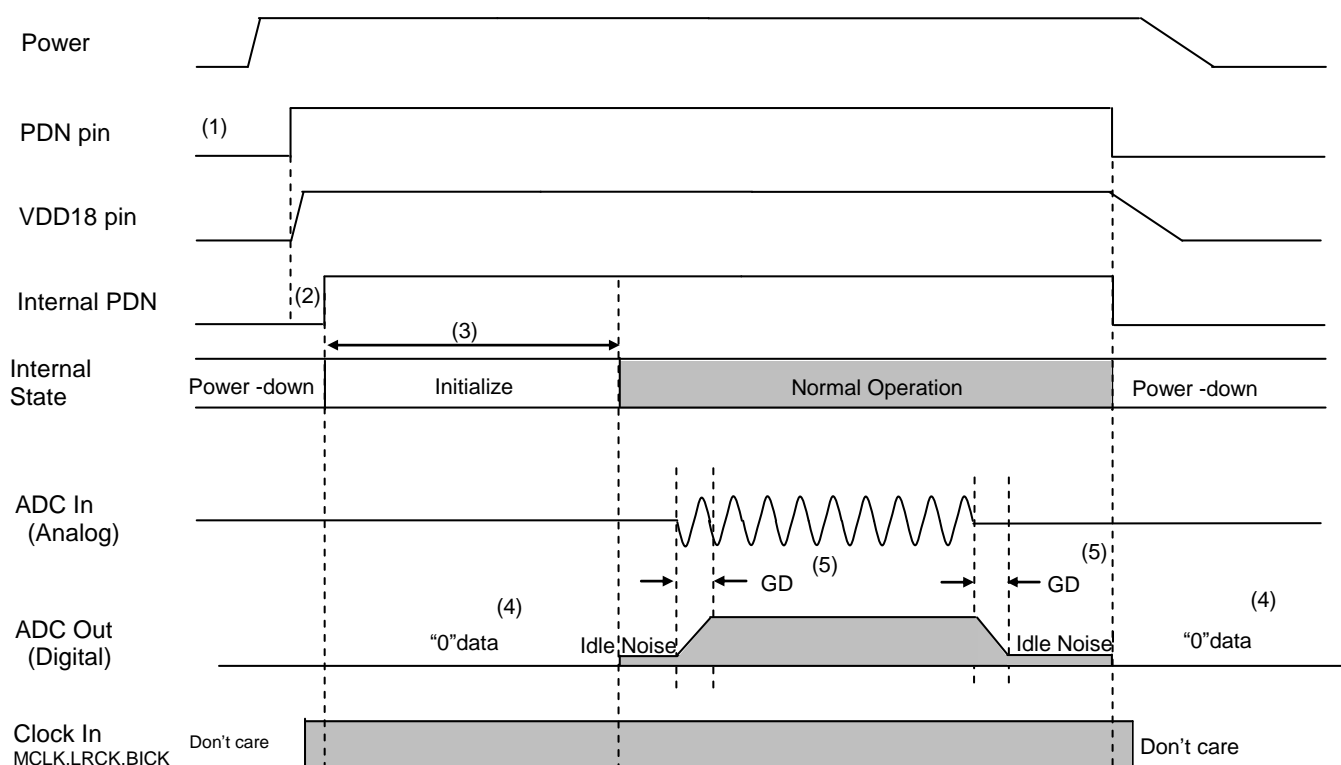 Power
PDN pin
(1)
VDD18 pin
Internal PDN
(2)
(3)
Internal
State
Power -down
Initialize
Normal Operation
Power -down
ADC In
(Analog)
(5)
(5)
GD
GD
(4)
(4)
ADC Out
(Digital)
“0”data
Idle Noise
Idle Noise
“0”data
Clock In
MCLK,LRCK,BICK
Don’t care
Don’t care